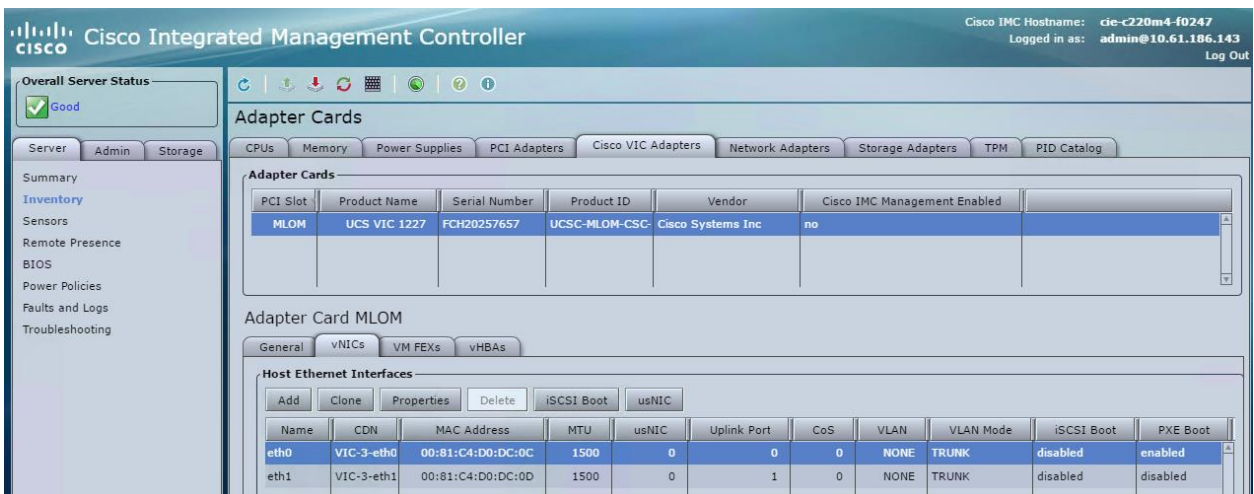 Cisco IMC Hostname: cie-c220m4-f0247
CISCO Cisco Integrated Management Controller
Logged in as: admin@10.61.186.143
Log Out
Overall Server Status
Good
Adapter Cards
Server Admin Storage
CPUs Memory Power Supplies PCI Adapters Cisco VIC Adapters Network Adapters Storage Adapters TPM PID Catalog
Summary
Inventory
Sensors
Remote Presence
BIOS
Power Policies
Faults and Logs
Troubleshooting
Adapter Cards
PCI Slot Product Name Serial Number Product ID Vendor Cisco IMC Management Enabled
MLOM UCS VIC 1227 FCH20257657 UCSC-MLOM-CSC- Cisco Systems Inc no
Adapter Card MLOM
General vNICs VM FEXs vHBAs
Host Ethernet Interfaces
Add Clone Properties Delete iSCSI Boot usNIC
Name CDN MAC Address MTU usNIC Uplink Port CoS VLAN VLAN Mode iSCSI Boot PXE Boot
eth0 VIC-3-eth0 00:81:C4:D0:DC:0C 1500 0 0 0 NONE TRUNK disabled enabled
eth1 VIC-3-eth1 00:81:C4:D0:DC:0D 1500 0 1 0 NONE TRUNK disabled disabled